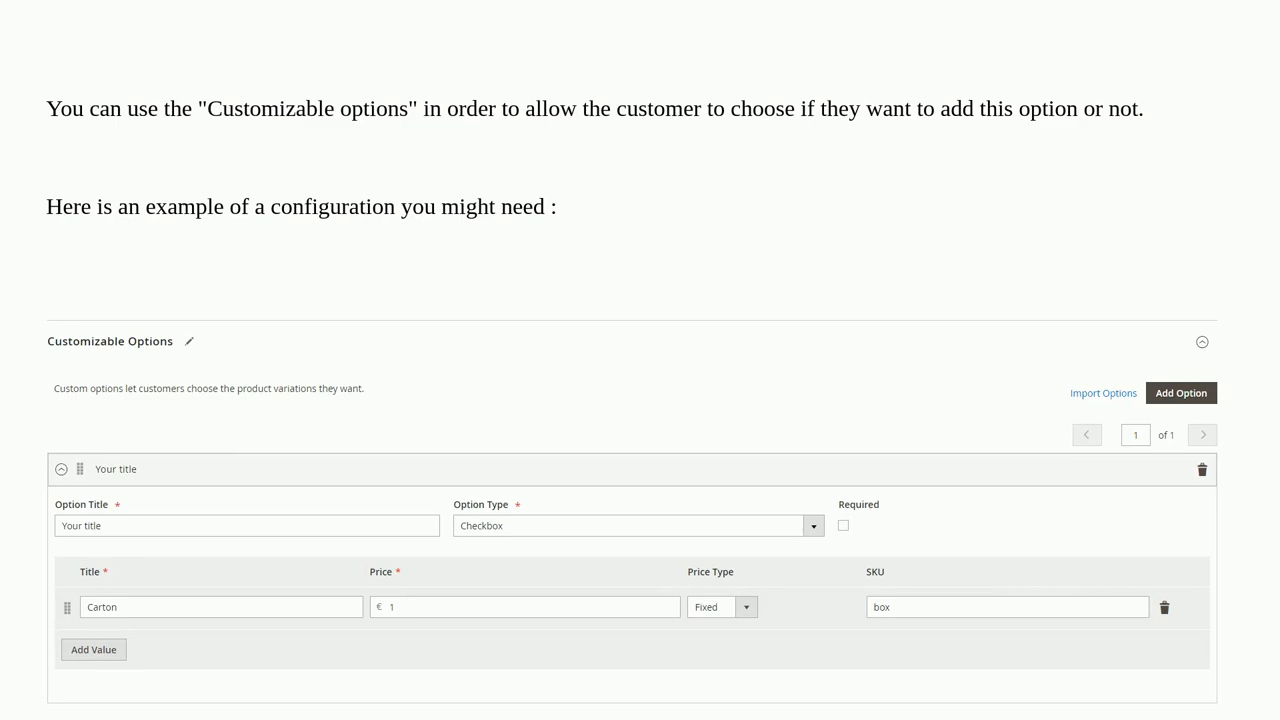 You can use the "Customizable options" in order to allow the customer to choose if they want to add this option or not.
Here is an example of a configuration you might need :
Customizable Options
Custom options let customers choose the product variations they want.
Import Options Add Option
1 of 1
Your title
Option Title * Option Type * Required
Your title Checkbox
Title * Price * Price Type SKU
Carton € 1 Fixed box
Add Value